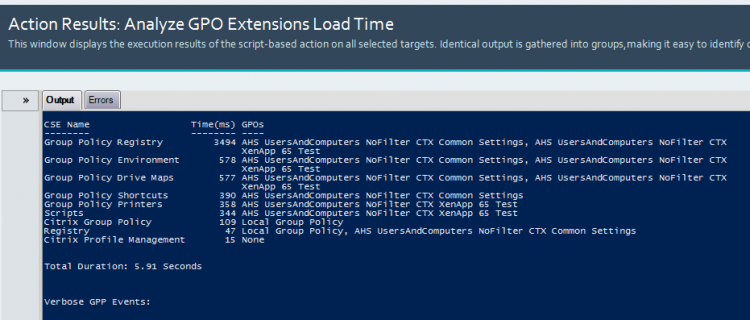 Action Results: Analyze GPO Extensions Load Time
This window displays the execution results of the script-based action on all selected targets. Identical output is gathered into groups, making it easy to identify
»
Output Errors
CSE Name Time(ms) GPOs
-------- -------- ----
Group Policy Registry 3494 AHS UsersAndComputers NoFilter CTX Common Settings, AHS UsersAndComputers NoFilter CTX
XenApp 65 Test
Group Policy Environment 578 AHS UsersAndComputers NoFilter CTX Common Settings, AHS UsersAndComputers NoFilter CTX
XenApp 65 Test
Group Policy Drive Maps 577 AHS UsersAndComputers NoFilter CTX Common Settings, AHS UsersAndComputers NoFilter CTX
XenApp 65 Test
Group Policy Shortcuts 390 AHS UsersAndComputers NoFilter CTX Common Settings
Group Policy Printers 358 AHS UsersAndComputers NoFilter CTX XenApp 65 Test
Scripts 344 AHS UsersAndComputers NoFilter CTX XenApp 65 Test
Citrix Group Policy 109 Local Group Policy
Registry 47 Local Group Policy, AHS UsersAndComputers NoFilter CTX Common Settings
Citrix Profile Management 15 None
Total Duration: 5.91 Seconds
Verbose GPP Events: